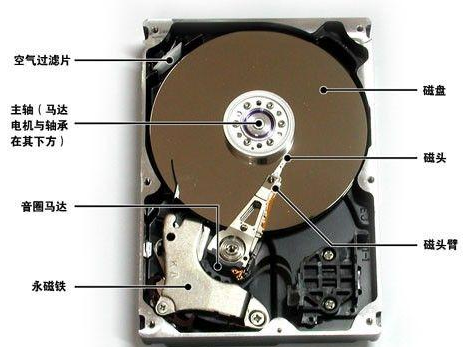 空气过滤片
主轴（马达
电机与轴承
在其下方）
音圈马达
永磁铁
磁盘
磁头
磁头臂